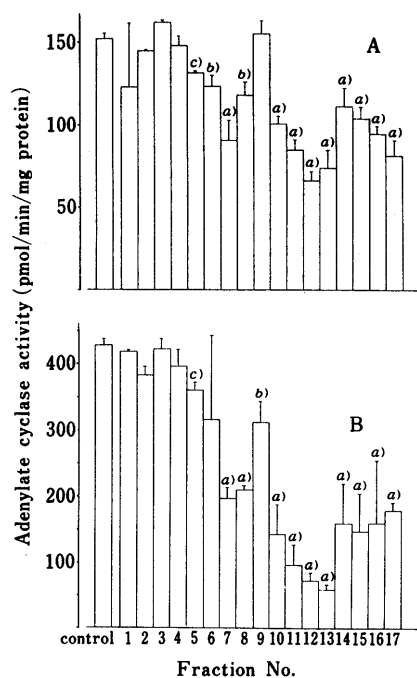 Adenylate cyclase activity (pmol/min/mg protein)
A
150
100
50
c) b) a) b) a) a) a) a) a) a) a) a)
B
400
300
200
100
c) a) a) b) a) a) a) a) a) a) a) a)
control 1 2 3 4 5 6 7 8 9 10 11 12 13 14 15 16 17
Fraction No.